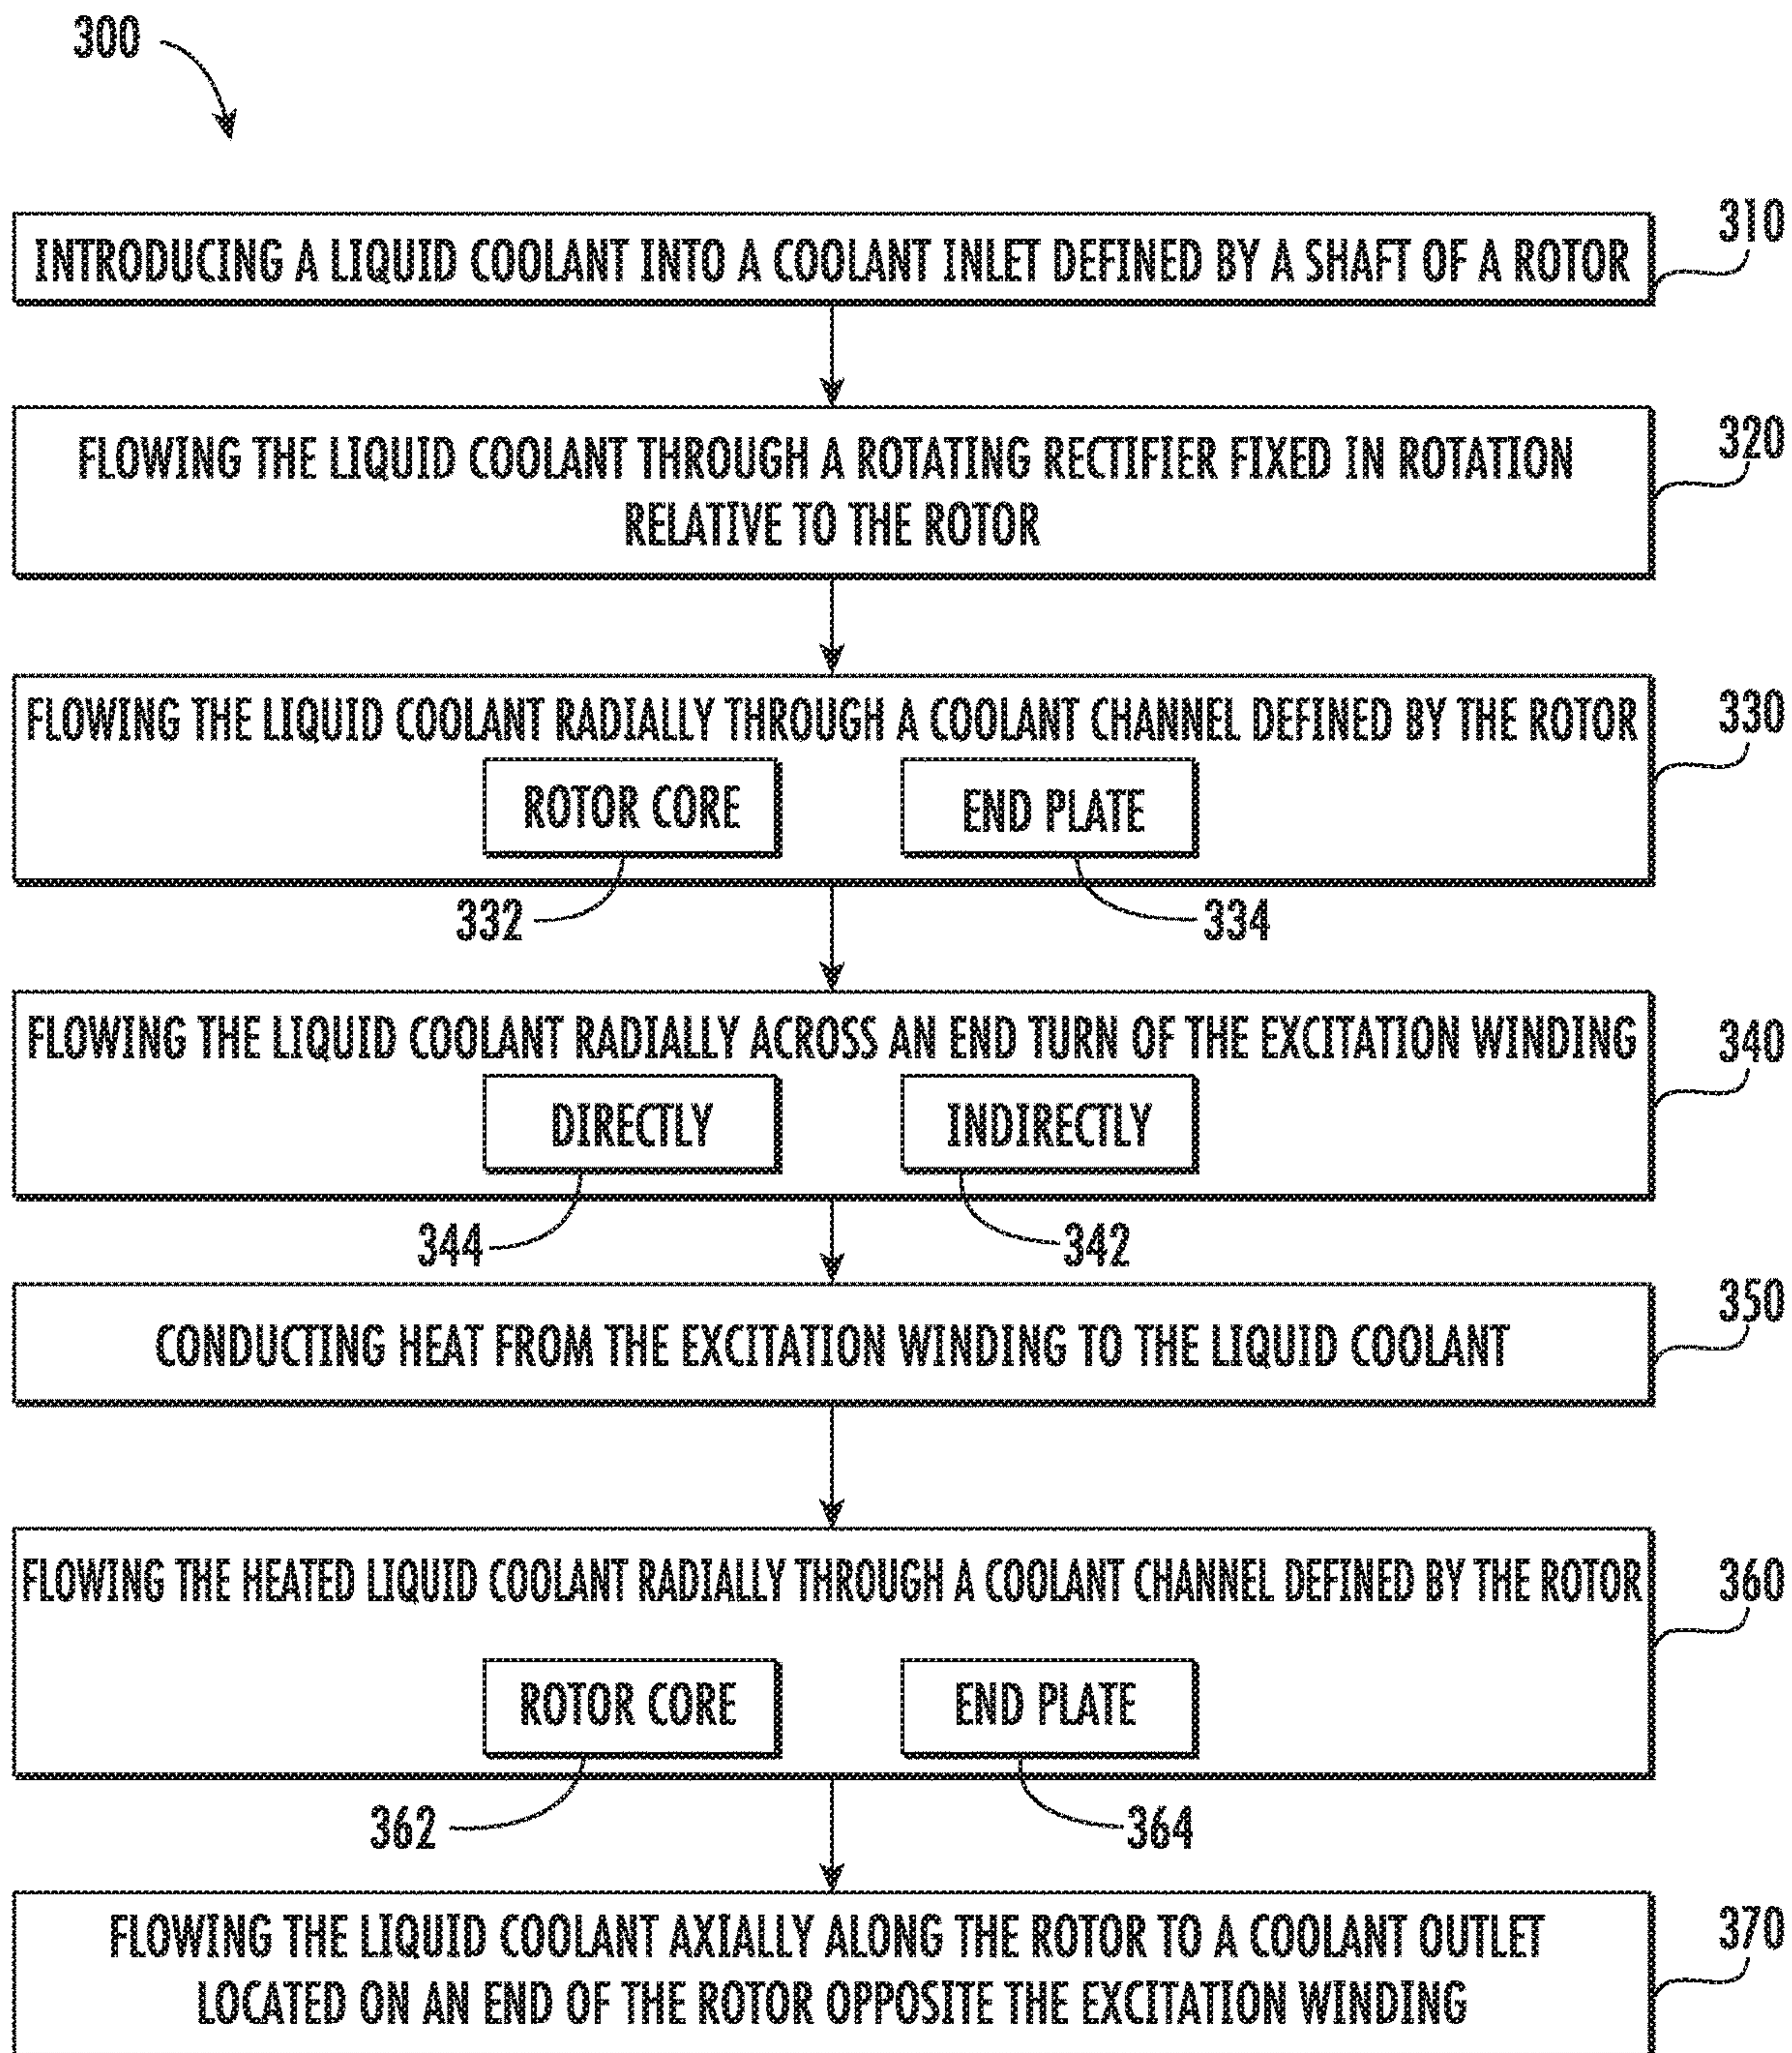 300
INTRODUCING A LIQUID COOLANT INTO A COOLANT INLET DEFINED BY A SHAFT OF A ROTOR
310
FLOWING THE LIQUID COOLANT THROUGH A ROTATING RECTIFIER FIXED IN ROTATION
RELATIVE TO THE ROTOR
320
FLOWING THE LIQUID COOLANT RADIALLY THROUGH A COOLANT CHANNEL DEFINED BY THE ROTOR
330
ROTOR CORE
END PLATE
332
334
FLOWING THE LIQUID COOLANT RADIALLY ACROSS AN END TURN OF THE EXCITATION WINDING
340
DIRECTLY
INDIRECTLY
344
342
CONDUCTING HEAT FROM THE EXCITATION WINDING TO THE LIQUID COOLANT
350
FLOWING THE HEATED LIQUID COOLANT RADIALLY THROUGH A COOLANT CHANNEL DEFINED BY THE ROTOR
360
ROTOR CORE
END PLATE
362
364
FLOWING THE LIQUID COOLANT AXIALLY ALONG THE ROTOR TO A COOLANT OUTLET
LOCATED ON AN END OF THE ROTOR OPPOSITE THE EXCITATION WINDING
370